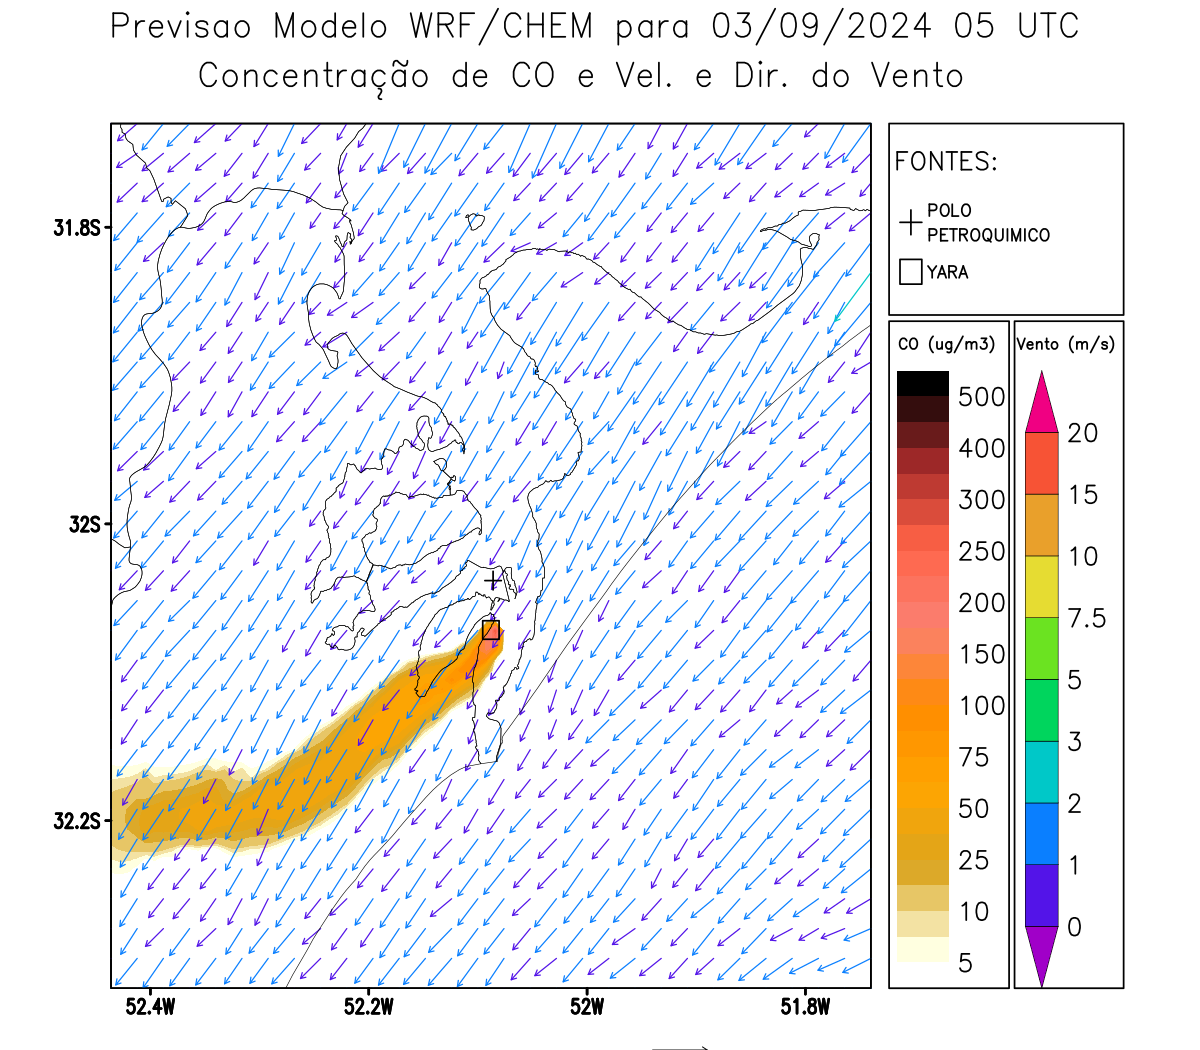 Previsao Modelo WRF/CHEM para 03/09/2024 05 UTC
Concentração de CO e Vel. e Dir. do Vento
FONTES:
POLO
PETROQUIMICO
YARA
31.8S
32S
32.2S
52.4W
52.2W
52W
51.8W
CO (ug/m3)
500
400
300
250
200
150
100
75
50
25
10
5
Vento (m/s)
20
15
10
7.5
5
3
2
1
0